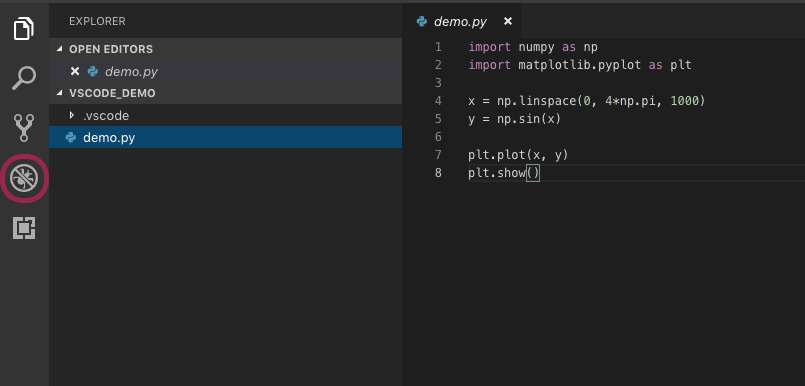 EXPLORER
OPEN EDITORS
demo.py
VSCODE_DEMO
.vscode
demo.py
demo.py
1 import numpy as np
2 import matplotlib.pyplot as plt
3
4 x = np.linspace(0, 4*np.pi, 1000)
5 y = np.sin(x)
6
7 plt.plot(x, y)
8 plt.show()